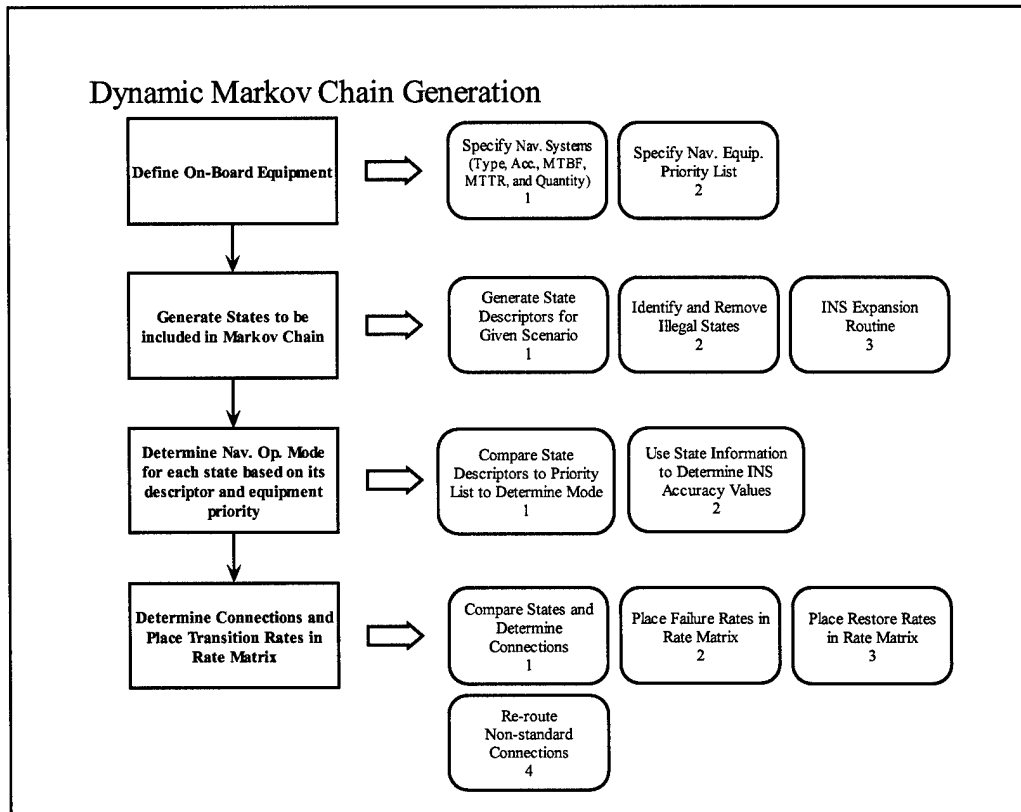 Dynamic Markov Chain Generation
Define On-Board Equipment
Specify Nav. Systems
(Type, Acc., MTBF,
MTTR, and Quantity)
1
Specify Nav. Equip.
Priority List
2
Generate States to be
included in Markov Chain
Generate State
Descriptors for
Given Scenario
1
Identify and Remove
Illegal States
2
INS Expansion
Routine
3
Determine Nav. Op. Mode
for each state based on its
descriptor and equipment
priority
Compare State
Descriptors to Priority
List to Determine Mode
1
Use State Information
to Determine INS
Accuracy Values
2
Determine Connections and
Place Transition Rates in
Rate Matrix
Compare States and
Determine
Connections
1
Place Failure Rates in
Rate Matrix
2
Place Restore Rates
in Rate Matrix
3
Re-route
Non-standard
Connections
4